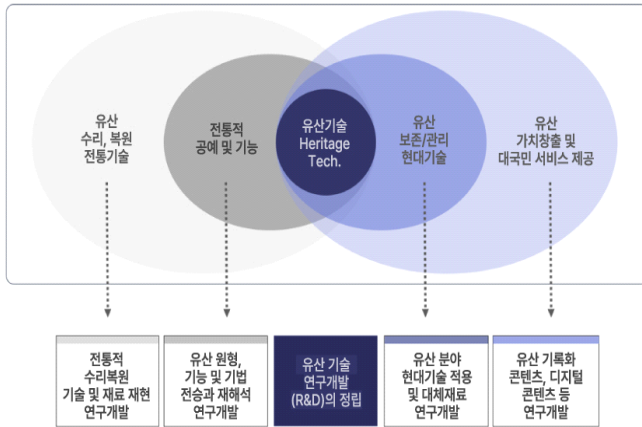 유산
수리, 복원
전통기술
전통적
공예 및 기능
유산기술
Heritage
Tech.
유산
보존/관리
현대기술
유산
가치창출 및
대국민 서비스 제공
전통적
수리복원
기술 및 재료 재현
연구개발
유산 원형,
기능 및 기법
전승과 재해석
연구개발
유산 기술
연구개발
(R&D)의 정립
유산 분야
현대기술 적용
및 대체재료
연구개발
유산 기록화
콘텐츠, 디지털
콘텐츠 등
연구개발